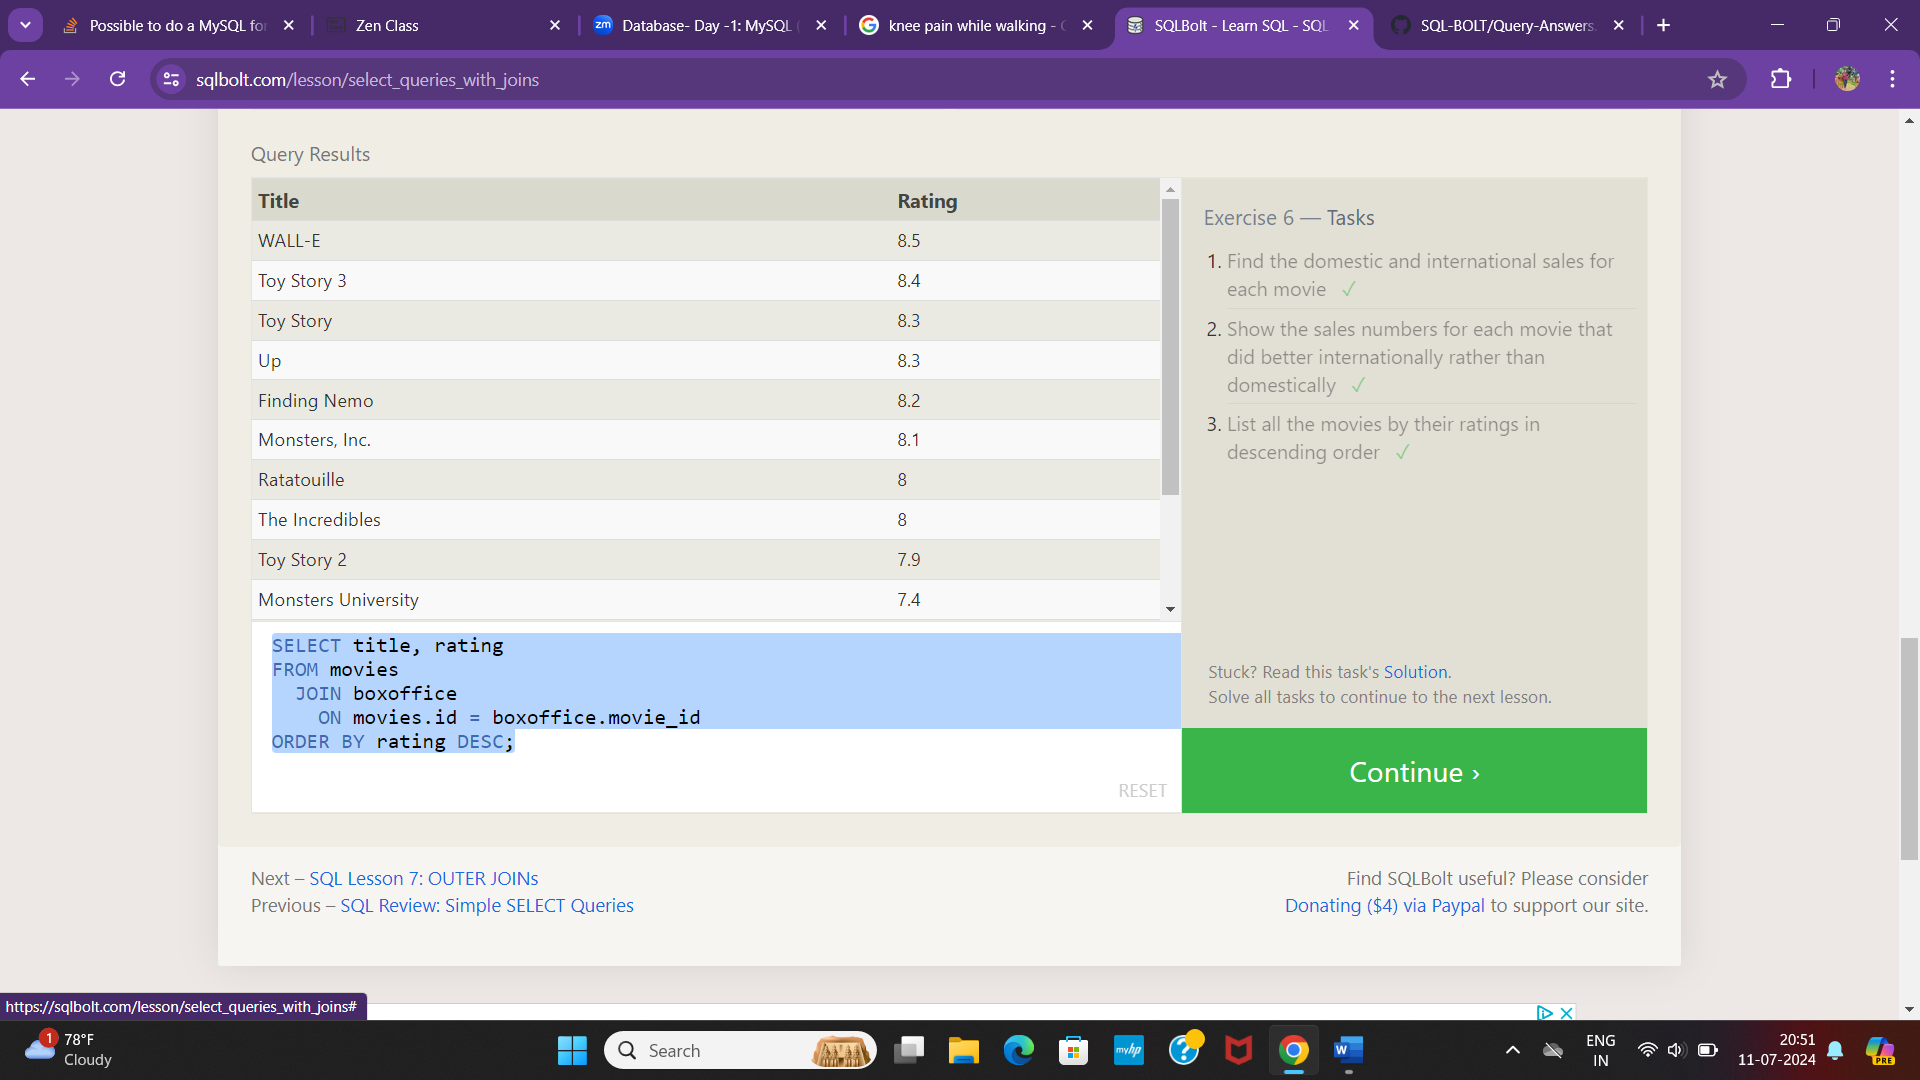 Possible to do a MySQL for
Zen Class
zm Database- Day -1: MySQL (
knee pain while walking - G
SQLBolt - Learn SQL - SQL
SQL-BOLT/Query-Answers.
sqlbolt.com/lesson/select_queries_with_joins
Query Results
Title Rating
WALL-E 8.5
Toy Story 3 8.4
Toy Story 8.3
Up 8.3
Finding Nemo 8.2
Monsters, Inc. 8.1
Ratatouille 8
The Incredibles 8
Toy Story 2 7.9
Monsters University 7.4
SELECT title, rating
FROM movies
JOIN boxoffice
ON movies.id = boxoffice.movie_id
ORDER BY rating DESC;
RESET
Exercise 6 — Tasks
1. Find the domestic and international sales for
each movie ✓
2. Show the sales numbers for each movie that
did better internationally rather than
domestically ✓
3. List all the movies by their ratings in
descending order ✓
Stuck? Read this task's Solution.
Solve all tasks to continue to the next lesson.
Continue ›
Next – SQL Lesson 7: OUTER JOINs
Previous – SQL Review: Simple SELECT Queries
Find SQLBolt useful? Please consider
Donating ($4) via Paypal to support our site.
https://sqlbolt.com/lesson/select_queries_with_joins#
1
78°F
Cloudy
Search
myhp
W
ENG
IN
20:51
11-07-2024
PRE